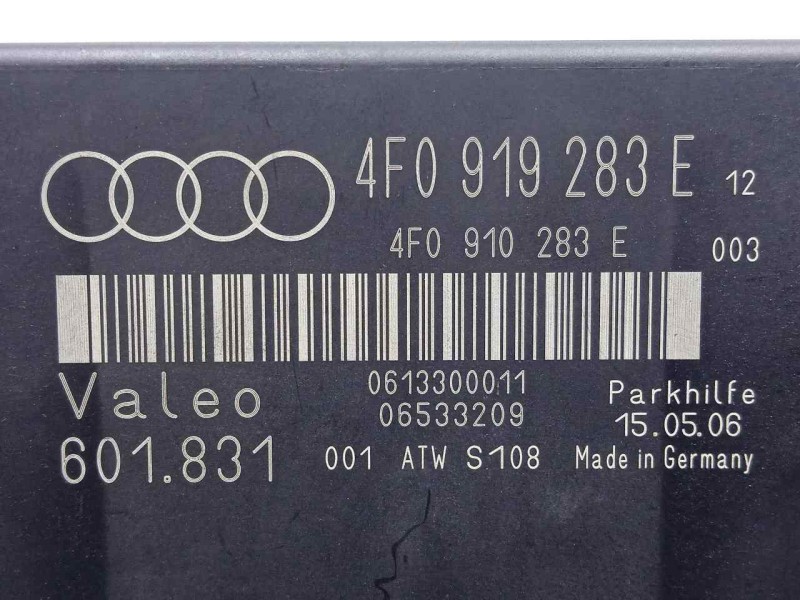 4F0 919 283 E 12
4F0 910 283 E 003
0613300011
Valeo 06533209 Parkhilfe
15.05.06
601.831 001 ATW S108 Made in Germany